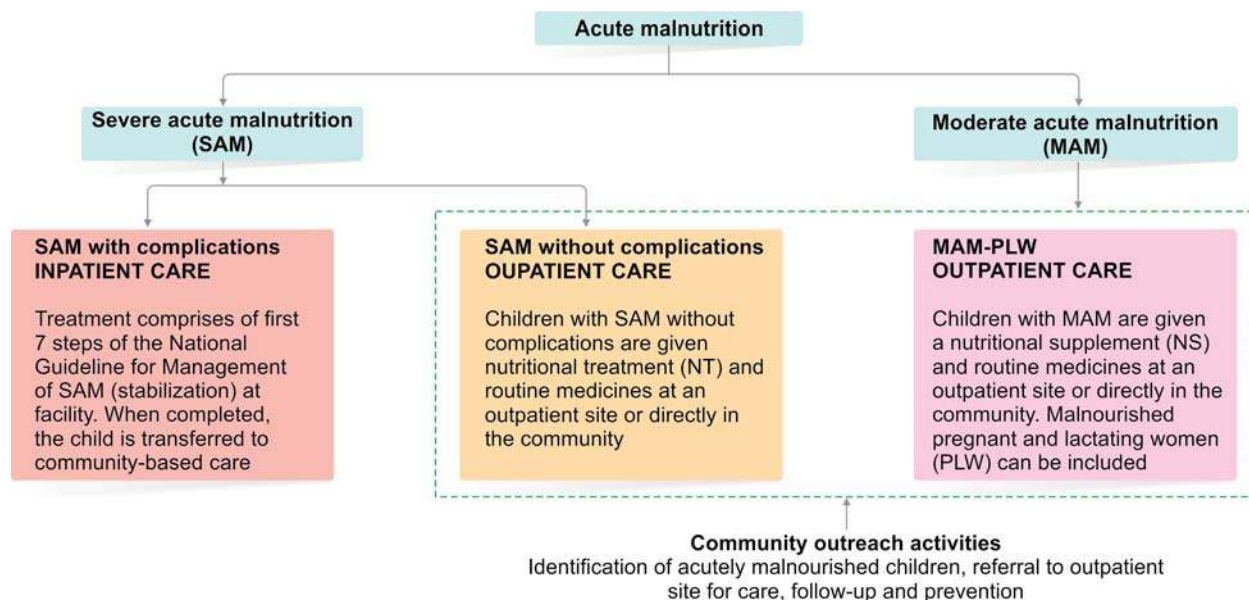 Acute malnutrition
Severe acute malnutrition
(SAM)
Moderate acute malnutrition
(MAM)
SAM with complications
INPATIENT CARE
Treatment comprises of first
7 steps of the National
Guideline for Management
of SAM (stabilization) at
facility. When completed,
the child is transferred to
community-based care
SAM without complications
OUPATIENT CARE
Children with SAM without
complications are given
nutritional treatment (NT) and
routine medicines at an
outpatient site or directly in
the community
MAM-PLW
OUTPATIENT CARE
Children with MAM are given
a nutritional supplement (NS)
and routine medicines at an
outpatient site or directly in the
community. Malnourished
pregnant and lactating women
(PLW) can be included
Community outreach activities
Identification of acutely malnourished children, referral to outpatient
site for care, follow-up and prevention